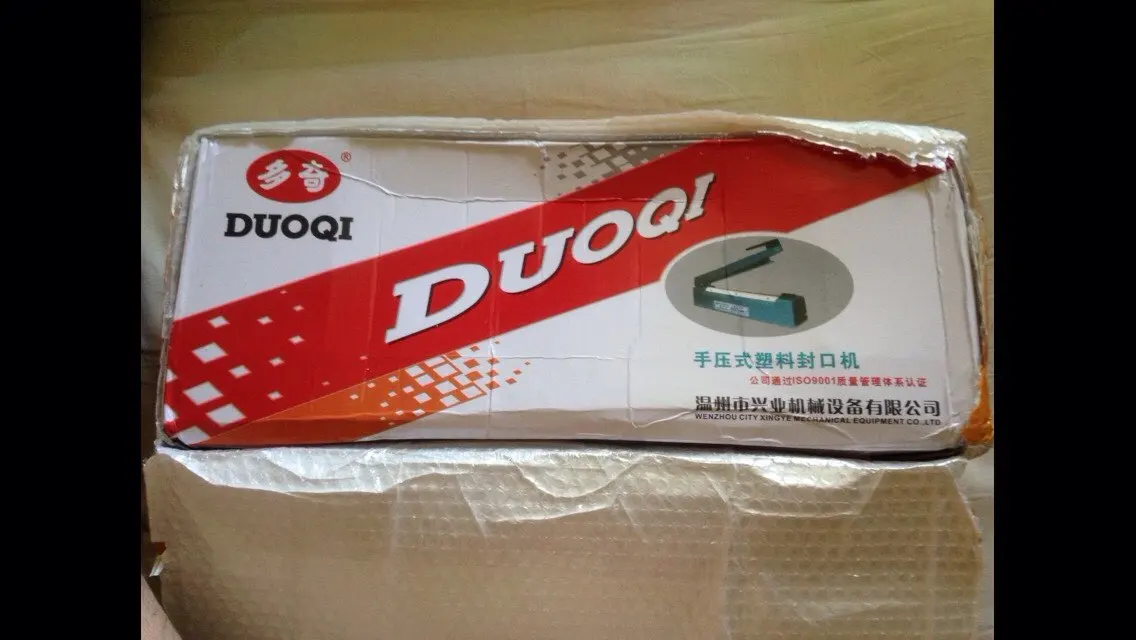 多奇®
DUOQI
DUOQI
手压式塑料封口机
公司通过ISO9001质量管理体系认证
温州市兴业机械设备有限公司
WENZHOU CITY XINGYE MECHANICAL EQUIPMENT CO.,LTD